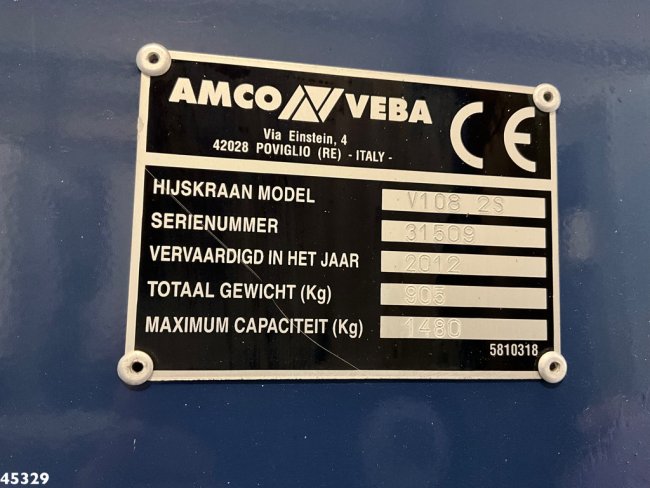 AMCO VEBA
Via Einstein, 4
42028 POVIGLIO (RE) - ITALY -
CE
HIJSKRAAN MODEL V108 2S
SERIENUMMER 31509
VERVAARDIGD IN HET JAAR 2012
TOTAAL GEWICHT (Kg) 905
MAXIMUM CAPACITEIT (Kg) 1480
5810318
45329